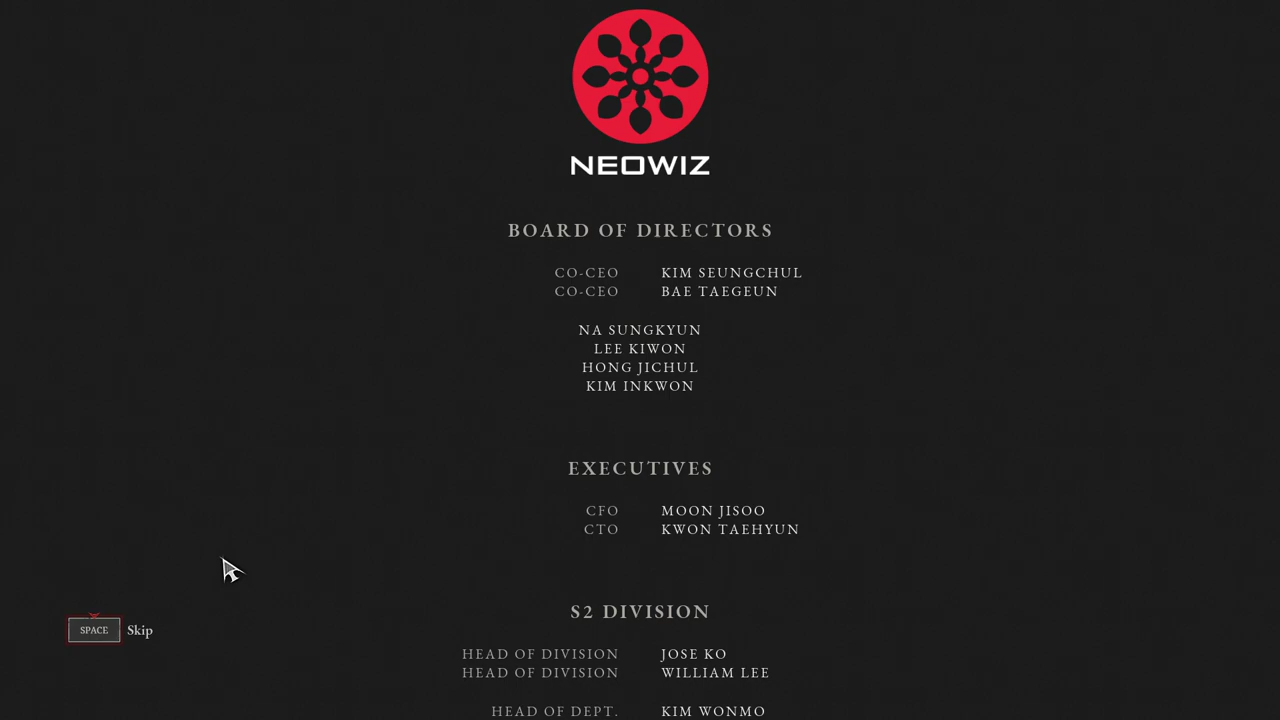 NEOWIZ
BOARD OF DIRECTORS
CO-CEO KIM SEUNGCHUL
CO-CEO BAE TAEGEUN
NA SUNGKYUN
LEE KIWON
HONG JICHUL
KIM INKWON
EXECUTIVES
CFO MOON JISOO
CTO KWON TAEHYUN
S2 DIVISION
SPACE Skip
HEAD OF DIVISION JOSE KO
HEAD OF DIVISION WILLIAM LEE
HEAD OF DEPT. KIM WONMO